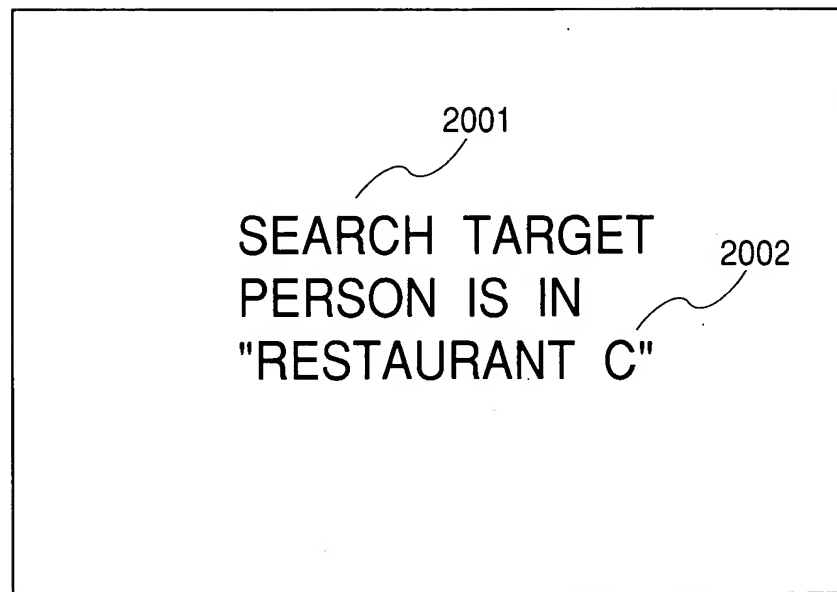 2001
SEARCH TARGET
2002
PERSON IS IN
"RESTAURANT C"